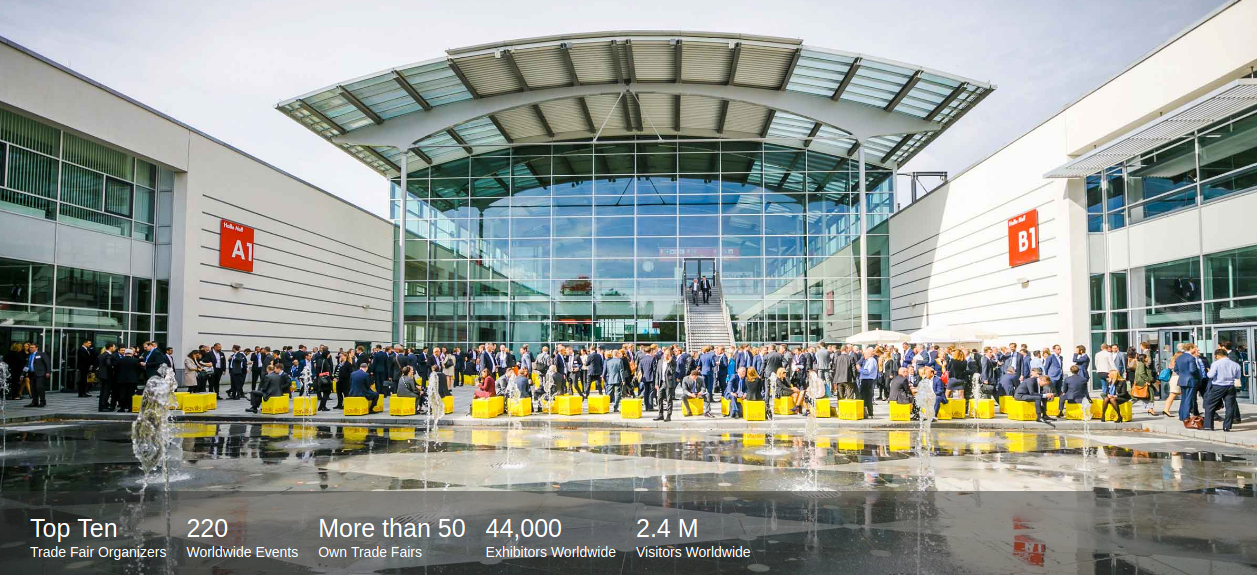 Halle /Hall
A1
Halle /Hall
B1
Top Ten
Trade Fair Organizers
220
Worldwide Events
More than 50
Own Trade Fairs
44,000
Exhibitors Worldwide
2.4 M
Visitors Worldwide